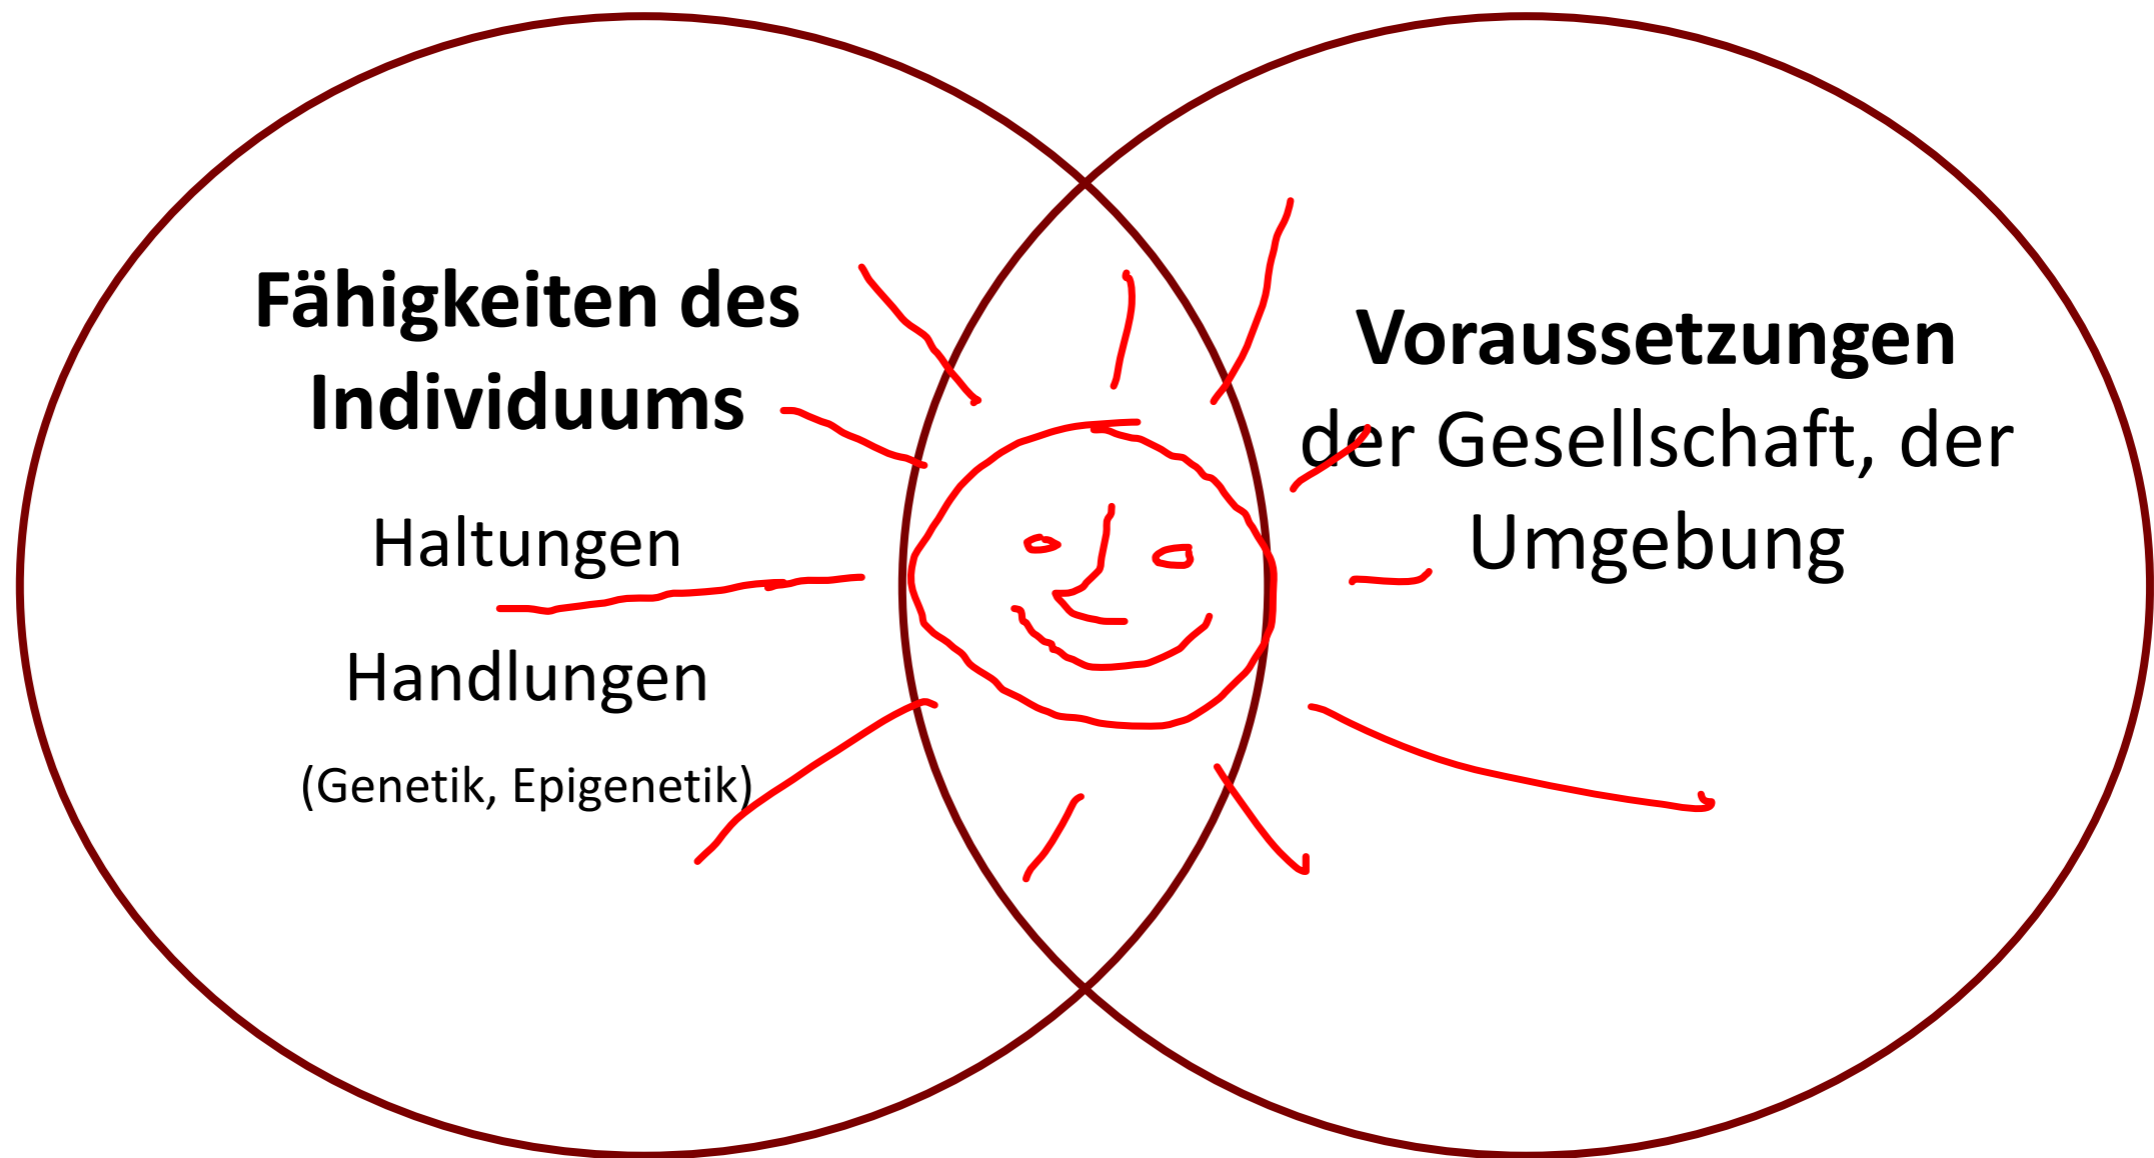 Fähigkeiten des
Individuums
Haltungen
Handlungen
(Genetik, Epigenetik)
Voraussetzungen
der Gesellschaft, der
Umgebung